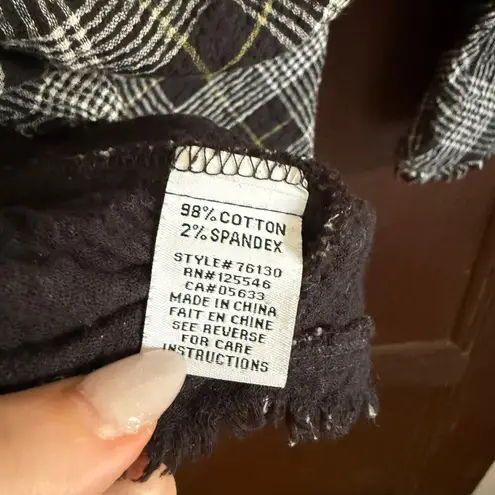 98% COTTON
2% SPANDEX
STYLE# 76130
RN#125546
CA#05633
MADE IN CHINA
FAIT EN CHINE
SEE REVERSE
FOR CARE
INSTRUCTIONS